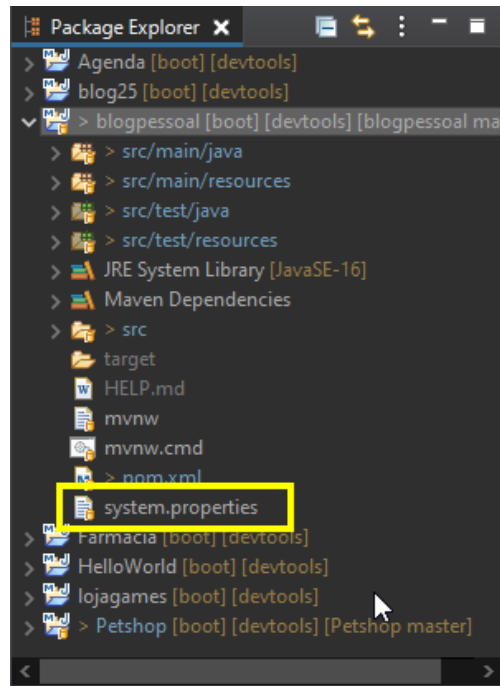 Package Explorer
Agenda [boot] [devtools]
blog25 [boot] [devtools]
> blogpessoal [boot] [devtools] [blogpessoal ma
> src/main/java
> src/main/resources
> src/test/java
> src/test/resources
JRE System Library [JavaSE-16]
Maven Dependencies
> src
target
HELP.md
mvnw
mvnw.cmd
> pom.xml
system.properties
Farmacia [boot] [devtools]
HelloWorld [boot] [devtools]
lojagames [boot] [devtools]
> Petshop [boot] [devtools] [Petshop master]